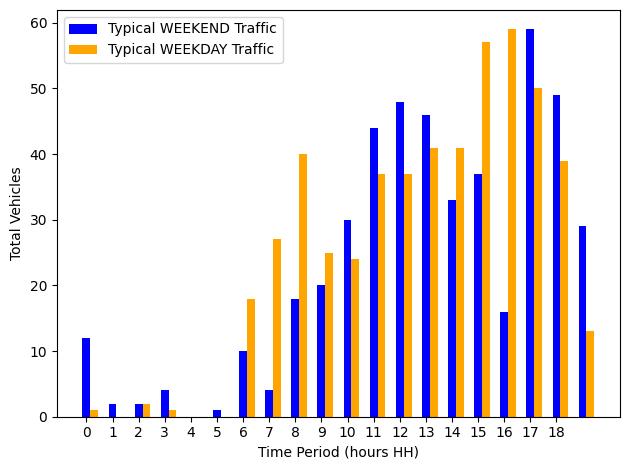 Typical WEEKEND Traffic
Typical WEEKDAY Traffic
60
50
40
30
20
10
0
Total Vehicles
0 1 2 3 4 5 6 7 8 9 10 11 12 13 14 15 16 17 18
Time Period (hours HH)